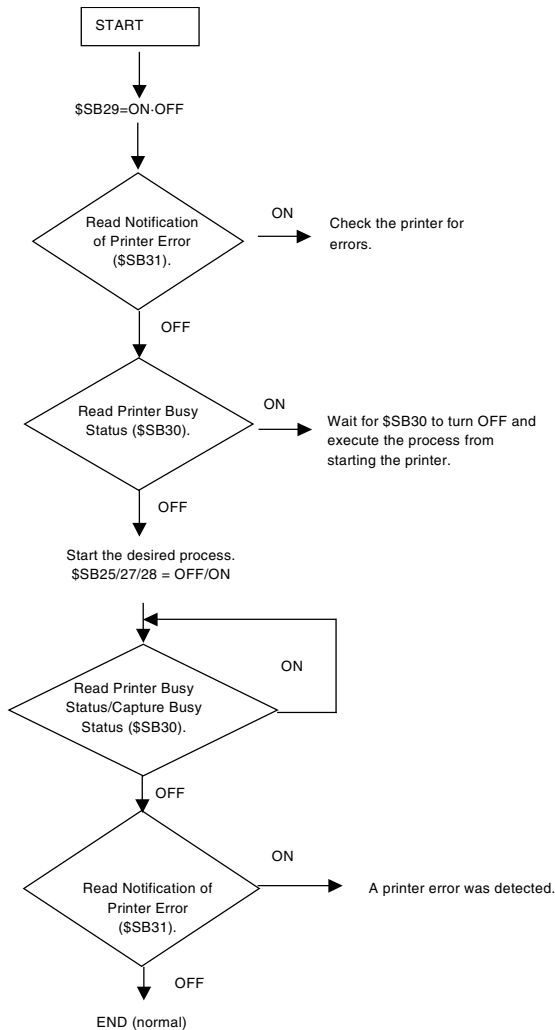 START
$SB29=ON·OFF
Read Notification
of Printer Error
($SB31).
ON
Check the printer for
errors.
OFF
Read Printer Busy
Status ($SB30).
ON
Wait for $SB30 to turn OFF and
execute the process from
starting the printer.
OFF
Start the desired process.
$SB25/27/28 = OFF/ON
ON
Read Printer Busy
Status/Capture Busy
Status ($SB30).
OFF
ON
Read Notification of
Printer Error
($SB31).
A printer error was detected.
OFF
END (normal)